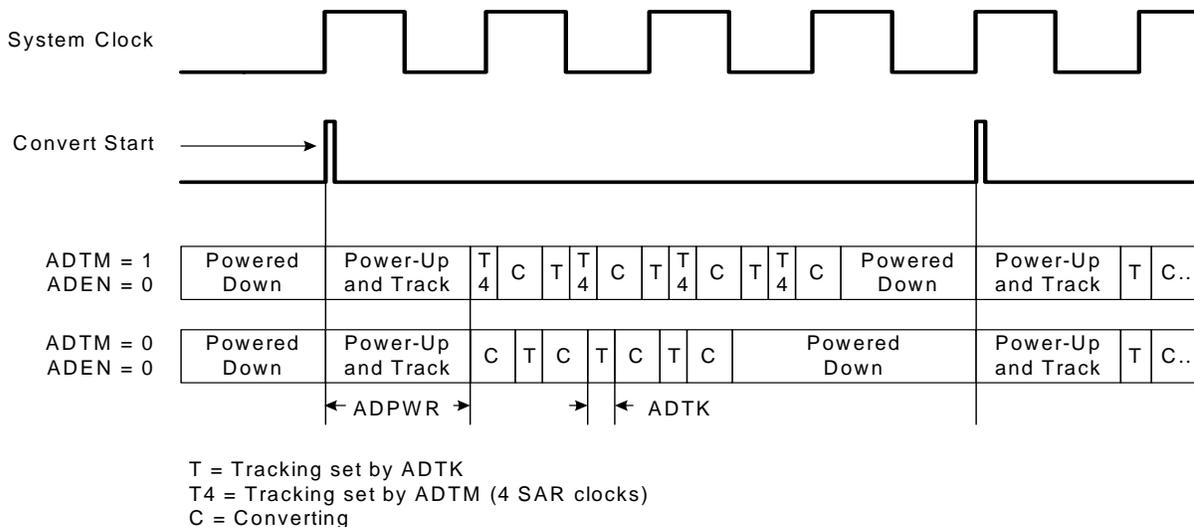 System Clock
Convert Start
ADTM = 1
ADEN = 0
Powered
Down
Power-Up
and Track
T
4
C
T
T
4
C
T
T
4
C
T
T
4
C
Powered
Down
Power-Up
and Track
T
C..
ADTM = 0
ADEN = 0
Powered
Down
Power-Up
and Track
C
T
C
T
C
T
C
Powered
Down
Power-Up
and Track
T
C..
ADPWR
ADTK
T = Tracking set by ADTK
T4 = Tracking set by ADTM (4 SAR clocks)
C = Converting